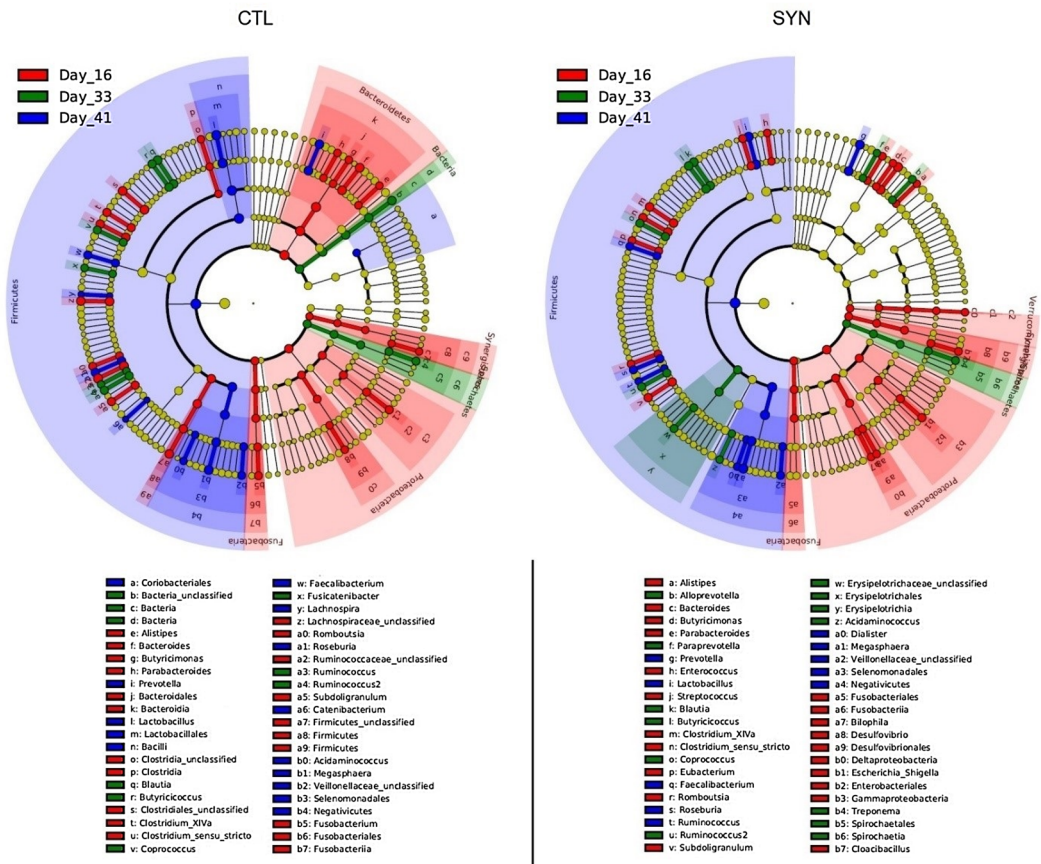 CTL
SYN
Day_16
Day_33
Day_41
Day_16
Day_33
Day_41
Firmicutes
Bacteroidetes
Bacteria
Proteobacteria
Fusobacteria
Firmicutes
Proteobacteria
Fusobacteria
a: Coriobacteriales
b: Bacteria_unclassified
c: Bacteria
d: Bacteria
e: Alistipes
f: Bacteroides
g: Butyricimonas
h: Parabacteroides
i: Prevotella
j: Bacteroidales
k: Bacteroidia
l: Lactobacillus
m: Lactobacillales
n: Bacilli
o: Clostridia_unclassified
p: Clostridia
q: Blautia
r: Butyricicoccus
s: Clostridiales_unclassified
t: Clostridium_XIVa
u: Clostridium_sensu_stricto
v: Coprococcus
w: Faecalibacterium
x: Fusicatenibacter
y: Lachnospira
z: Lachnospiraceae_unclassified
a0: Romboutsia
a1: Roseburia
a2: Ruminococcaceae_unclassified
a3: Ruminococcus
a4: Ruminococcus2
a5: Subdoligranulum
a6: Catenibacterium
a7: Firmicutes_unclassified
a8: Firmicutes
a9: Firmicutes
b0: Acidaminococcus
b1: Megasphaera
b2: Veillonellaceae_unclassified
b3: Selenomonadales
b4: Negativicutes
b5: Fusobacterium
b6: Fusobacteriales
b7: Fusobacteriia
a: Alistipes
b: Alloprevotella
c: Bacteroides
d: Butyricimonas
e: Parabacteroides
f: Paraprevotella
g: Prevotella
h: Enterococcus
i: Lactobacillus
j: Streptococcus
k: Blautia
l: Butyricicoccus
m: Clostridium_XIVa
n: Clostridium_sensu_stricto
o: Coprococcus
p: Eubacterium
q: Faecalibacterium
r: Romboutsia
s: Roseburia
t: Ruminococcus
u: Ruminococcus2
v: Subdoligranulum
w: Erysipelotrichaceae_unclassified
x: Erysipelotrichales
y: Erysipelotrichia
z: Acidaminococcus
a0: Dialister
a1: Megasphaera
a2: Veillonellaceae_unclassified
a3: Selenomonadales
a4: Negativicutes
a5: Fusobacteriales
a6: Fusobacteriia
a7: Bilophila
a8: Desulfovibrio
a9: Desulfovibrionales
b0: Deltaproteobacteria
b1: Escherichia_Shigella
b2: Enterobacteriales
b3: Gammaproteobacteria
b4: Treponema
b5: Spirochaetales
b6: Spirochaetia
b7: Cloacibacillus